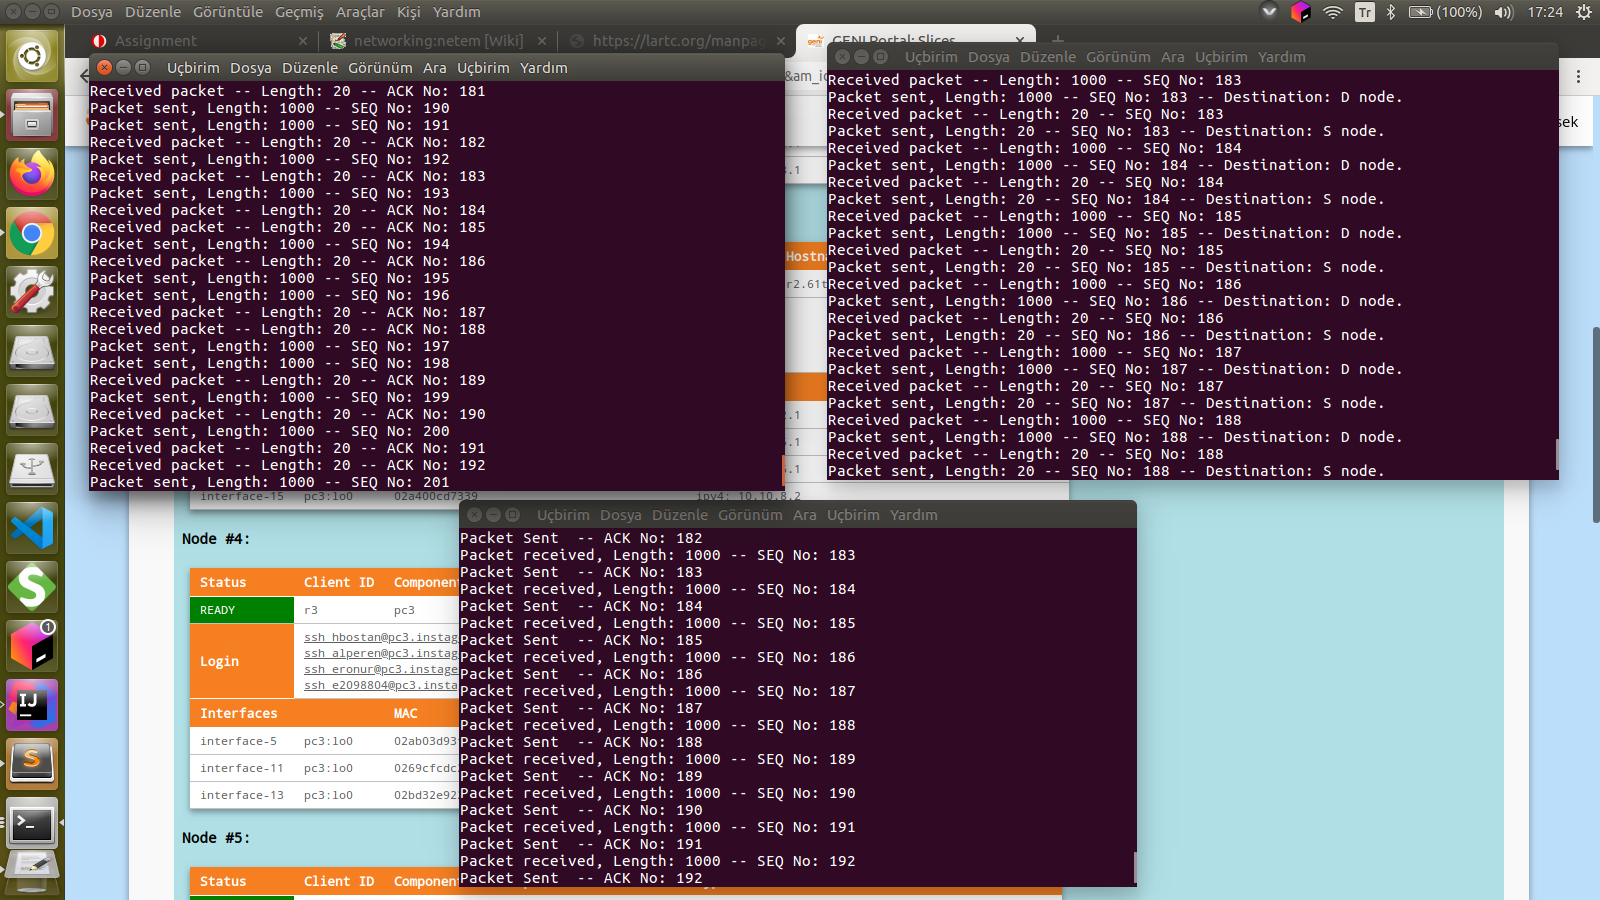 Dosya Düzenle Görüntüle Geçmiş Araçlar Kişi Yardım
Tr (100%) 17:24
Assignment
networking:netem [Wiki]
https://lartc.org/manpag
GENI Portal: Slices
Uçbirim Dosya Düzenle Görünüm Ara Uçbirim Yardım
Received packet -- Length: 20 -- ACK No: 181
Packet sent, Length: 1000 -- SEQ No: 190
Packet sent, Length: 1000 -- SEQ No: 191
Received packet -- Length: 20 -- ACK No: 182
Packet sent, Length: 1000 -- SEQ No: 192
Received packet -- Length: 20 -- ACK No: 183
Packet sent, Length: 1000 -- SEQ No: 193
Received packet -- Length: 20 -- ACK No: 184
Received packet -- Length: 20 -- ACK No: 185
Packet sent, Length: 1000 -- SEQ No: 194
Received packet -- Length: 20 -- ACK No: 186
Packet sent, Length: 1000 -- SEQ No: 195
Packet sent, Length: 1000 -- SEQ No: 196
Received packet -- Length: 20 -- ACK No: 187
Received packet -- Length: 20 -- ACK No: 188
Packet sent, Length: 1000 -- SEQ No: 197
Packet sent, Length: 1000 -- SEQ No: 198
Received packet -- Length: 20 -- ACK No: 189
Packet sent, Length: 1000 -- SEQ No: 199
Received packet -- Length: 20 -- ACK No: 190
Packet sent, Length: 1000 -- SEQ No: 200
Received packet -- Length: 20 -- ACK No: 191
Received packet -- Length: 20 -- ACK No: 192
Packet sent, Length: 1000 -- SEQ No: 201
&am_ic
sek
Hostna
r2.61t
Uçbirim Dosya Düzenle Görünüm Ara Uçbirim Yardım
Received packet -- Length: 1000 -- SEQ No: 183
Packet sent, Length: 1000 -- SEQ No: 183 -- Destination: D node.
Received packet -- Length: 20 -- SEQ No: 183
Packet sent, Length: 20 -- SEQ No: 183 -- Destination: S node.
Received packet -- Length: 1000 -- SEQ No: 184
Packet sent, Length: 1000 -- SEQ No: 184 -- Destination: D node.
Received packet -- Length: 20 -- SEQ No: 184
Packet sent, Length: 20 -- SEQ No: 184 -- Destination: S node.
Received packet -- Length: 1000 -- SEQ No: 185
Packet sent, Length: 1000 -- SEQ No: 185 -- Destination: D node.
Received packet -- Length: 20 -- SEQ No: 185
Packet sent, Length: 20 -- SEQ No: 185 -- Destination: S node.
Received packet -- Length: 1000 -- SEQ No: 186
Packet sent, Length: 1000 -- SEQ No: 186 -- Destination: D node.
Received packet -- Length: 20 -- SEQ No: 186
Packet sent, Length: 20 -- SEQ No: 186 -- Destination: S node.
Received packet -- Length: 1000 -- SEQ No: 187
Packet sent, Length: 1000 -- SEQ No: 187 -- Destination: D node.
Received packet -- Length: 20 -- SEQ No: 187
Packet sent, Length: 20 -- SEQ No: 187 -- Destination: S node.
Received packet -- Length: 1000 -- SEQ No: 188
Packet sent, Length: 1000 -- SEQ No: 188 -- Destination: D node.
Received packet -- Length: 20 -- SEQ No: 188
Packet sent, Length: 20 -- SEQ No: 188 -- Destination: S node.
interface-15 pc3:lo0 02a400cd7339 ipv4: 10.10.8.2
Node #4:
Status Client ID Component
READY r3 pc3
Login
ssh hbostan@pc3.instag
ssh alperen@pc3.instag
ssh eronur@pc3.instage
ssh e2098804@pc3.insta
Interfaces MAC
interface-5 pc3:lo0 02ab03d93
interface-11 pc3:lo0 0269cfcdc
interface-13 pc3:lo0 02bd32e92
Node #5:
Status Client ID Component
Uçbirim Dosya Düzenle Görünüm Ara Uçbirim Yardım
Packet Sent -- ACK No: 182
Packet received, Length: 1000 -- SEQ No: 183
Packet Sent -- ACK No: 183
Packet received, Length: 1000 -- SEQ No: 184
Packet Sent -- ACK No: 184
Packet received, Length: 1000 -- SEQ No: 185
Packet Sent -- ACK No: 185
Packet received, Length: 1000 -- SEQ No: 186
Packet Sent -- ACK No: 186
Packet received, Length: 1000 -- SEQ No: 187
Packet Sent -- ACK No: 187
Packet received, Length: 1000 -- SEQ No: 188
Packet Sent -- ACK No: 188
Packet received, Length: 1000 -- SEQ No: 189
Packet Sent -- ACK No: 189
Packet received, Length: 1000 -- SEQ No: 190
Packet Sent -- ACK No: 190
Packet received, Length: 1000 -- SEQ No: 191
Packet Sent -- ACK No: 191
Packet received, Length: 1000 -- SEQ No: 192
Packet Sent -- ACK No: 192